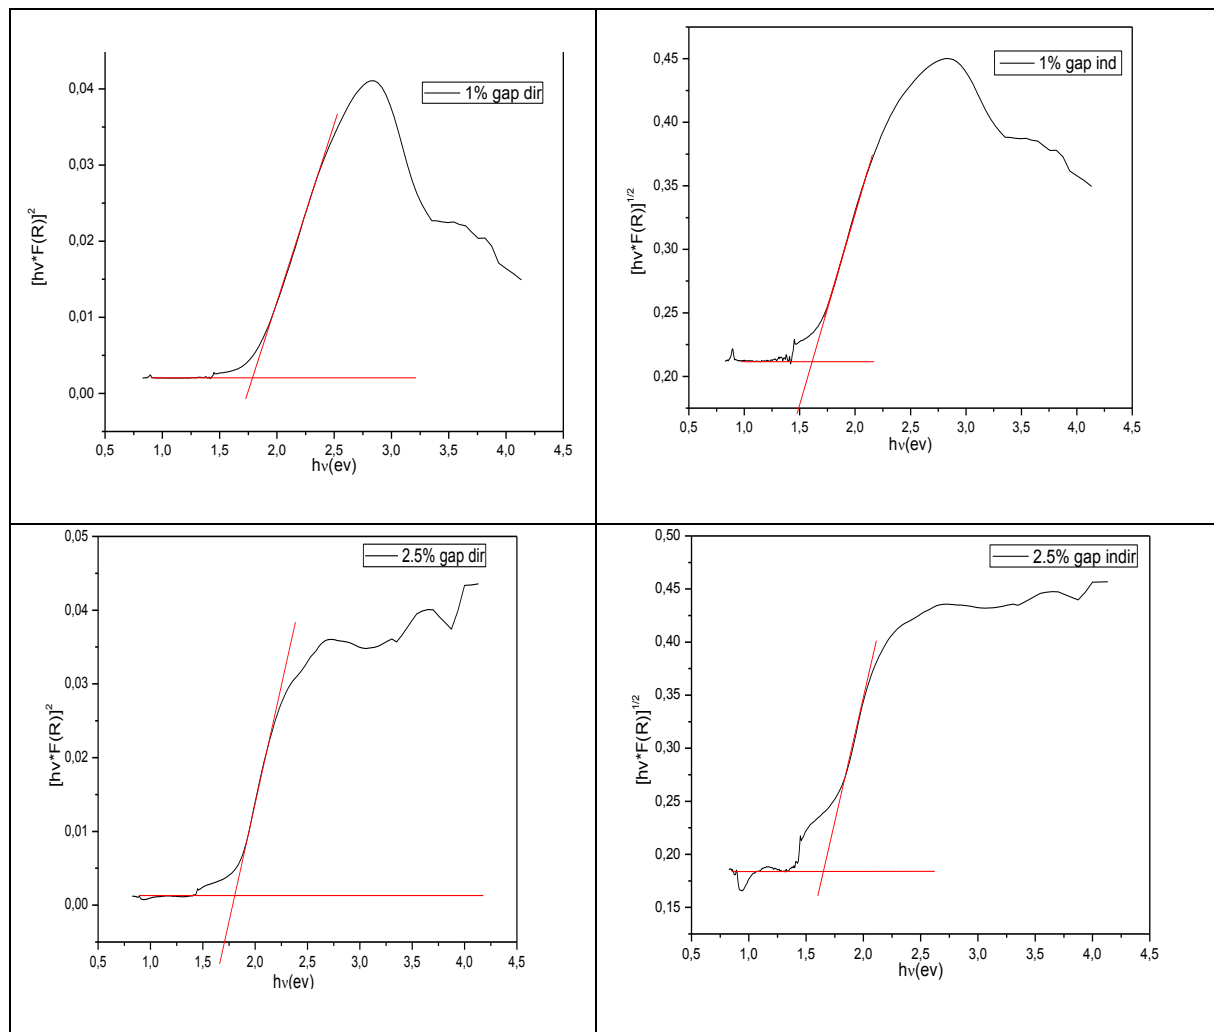 0,04
0,03
0,02
0,01
0,00
[hν*F(R)]²
1% gap dir
0,5 1,0 1,5 2,0 2,5 3,0 3,5 4,0 4,5
hν(ev)
0,45
0,40
0,35
0,30
0,25
0,20
[hν*F(R)]^1/2
1% gap ind
0,5 1,0 1,5 2,0 2,5 3,0 3,5 4,0 4,5
hν(ev)
0,05
0,04
0,03
0,02
0,01
0,00
[hν*F(R)]²
2.5% gap dir
0,5 1,0 1,5 2,0 2,5 3,0 3,5 4,0 4,5
hν(ev)
0,50
0,45
0,40
0,35
0,30
0,25
0,20
0,15
[hν*F(R)]^1/2
2.5% gap indir
0,5 1,0 1,5 2,0 2,5 3,0 3,5 4,0 4,5
hν(ev)